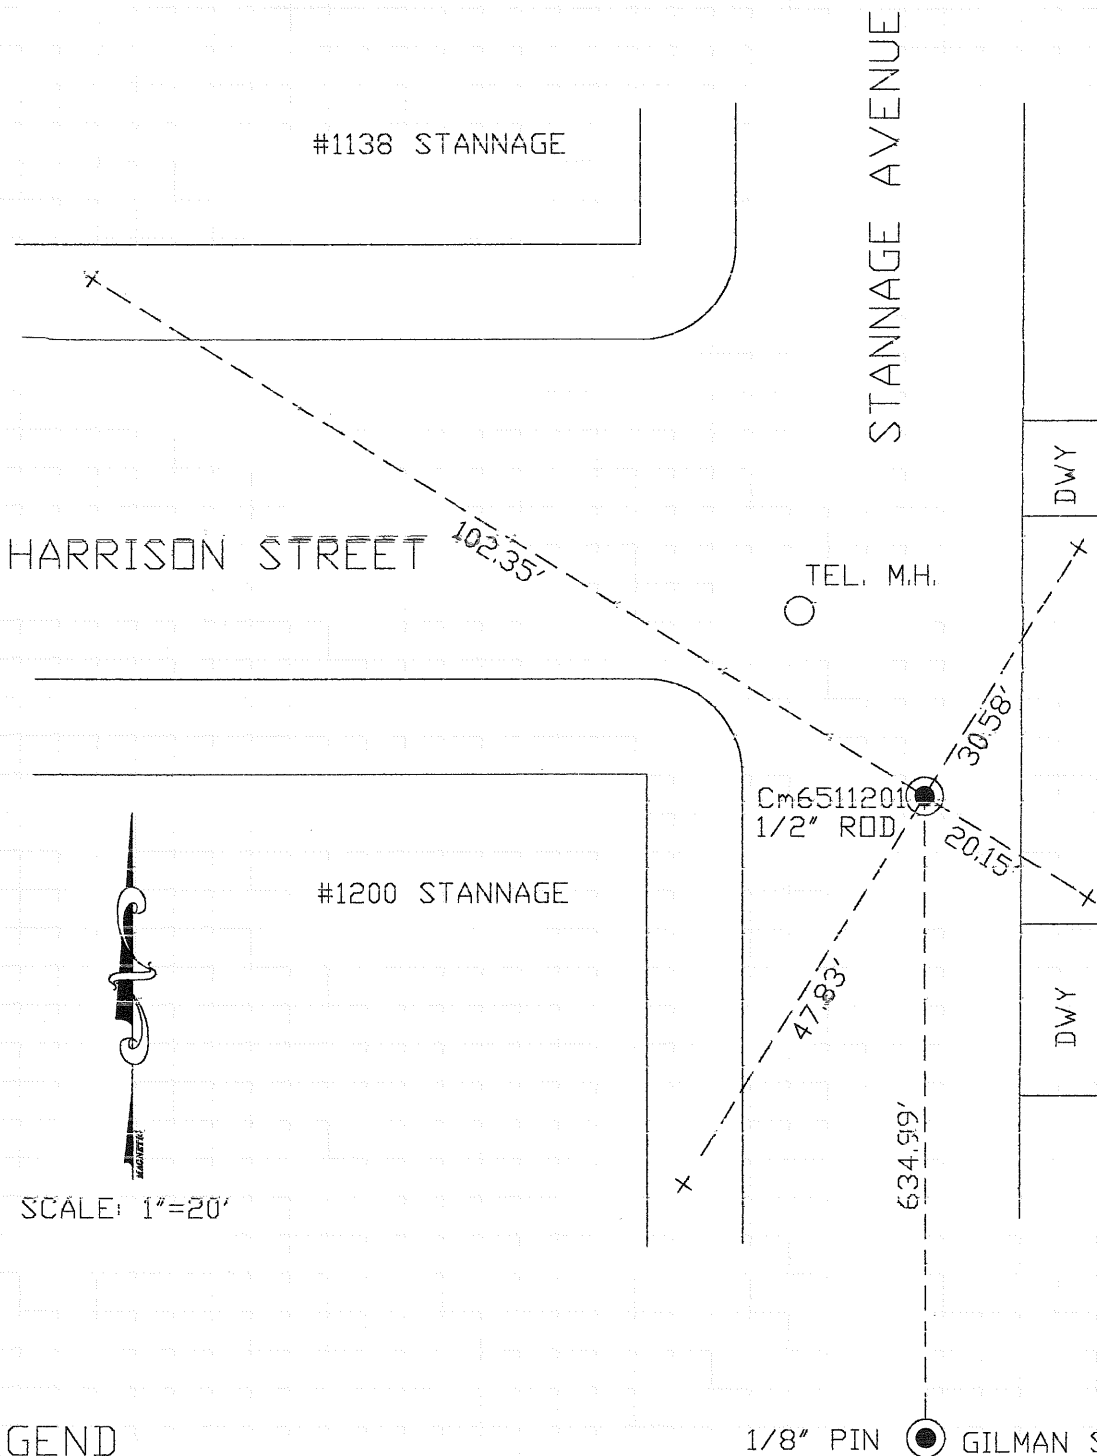 STANNAGE AVENUE
#1138 STANNAGE
DWY
HARRISON STREET
102.35'
TEL. M.H.
30.58'
Cm6511201
1/2" ROD
20.15'
#1200 STANNAGE
47.83'
DWY
634.99'
MAGNETIC
SCALE: 1"=20'
GEND
1/8" PIN
GILMAN S